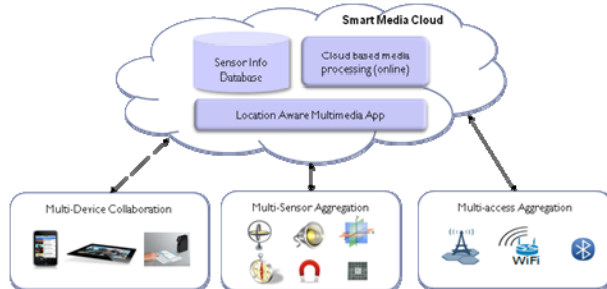 Smart Media Cloud
Sensor Info
Database
Cloud based media
processing (online)
Location Aware Multimedia App
Multi-Device Collaboration
Multi-Sensor Aggregation
Multi-access Aggregation
WiFi